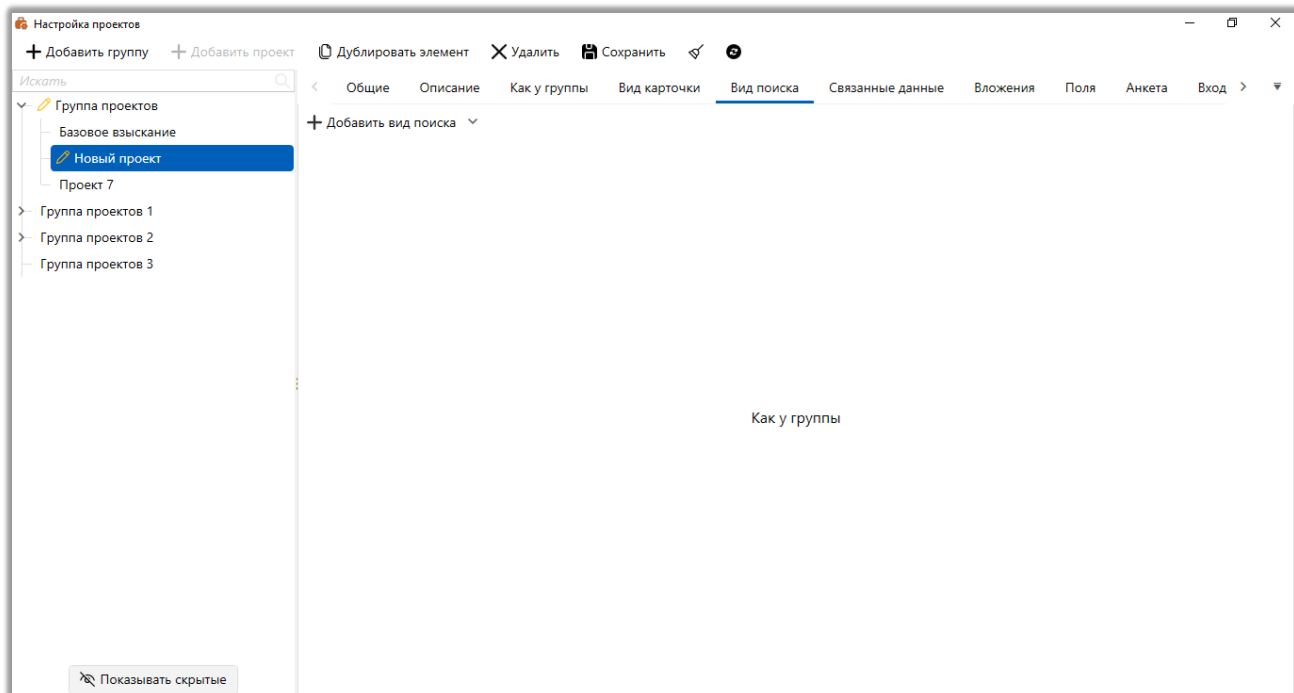 Настройка проектов
Добавить группу Добавить проект Дублировать элемент Удалить Сохранить
Искать
Общие Описание Как у группы Вид карточки Вид поиска Связанные данные Вложения Поля Анкета Вход
Группа проектов
Добавить вид поиска
Базовое взыскание
Новый проект
Проект 7
Группа проектов 1
Группа проектов 2
Группа проектов 3
Как у группы
Показывать скрытые